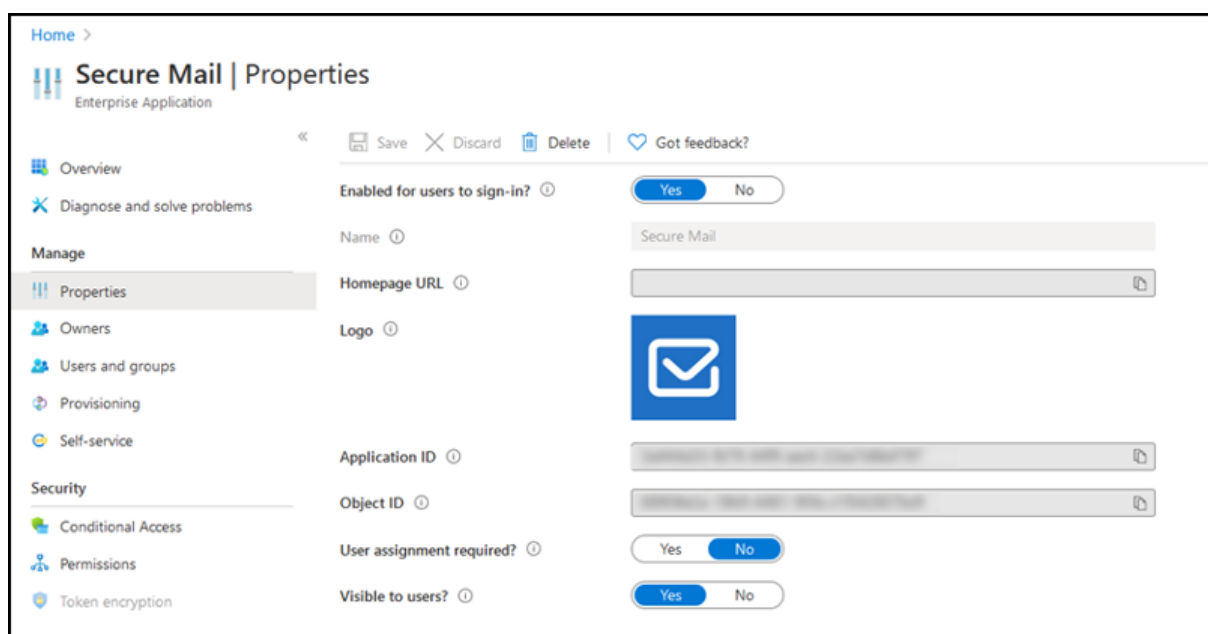 Home >
Secure Mail | Properties
Enterprise Application
«
Save Discard Delete Got feedback?
Overview
Diagnose and solve problems
Manage
Properties
Owners
Users and groups
Provisioning
Self-service
Security
Conditional Access
Permissions
Token encryption
Enabled for users to sign-in? Yes No
Name Secure Mail
Homepage URL
Logo
Application ID
Object ID
User assignment required? Yes No
Visible to users? Yes No